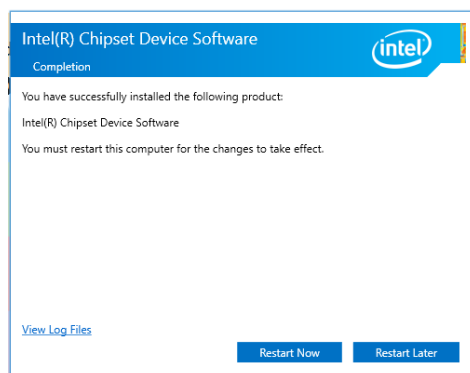 Intel(R) Chipset Device Software
(intel)
Completion
You have successfully installed the following product:
Intel(R) Chipset Device Software
You must restart this computer for the changes to take effect.
View Log Files
Restart Now
Restart Later